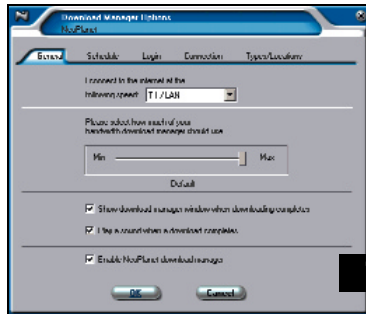 Download Manager Options
NeoPlanet
General Schedule Login Connection Types/Locations
I connect to the internet at the
following speed: T1/LAN
Please select how much of your
bandwidth download manager should use
Min Max
Default
Show download manager window when downloading completes
Play a sound when a download completes
Enable NeoPlanet download manager
OK Cancel